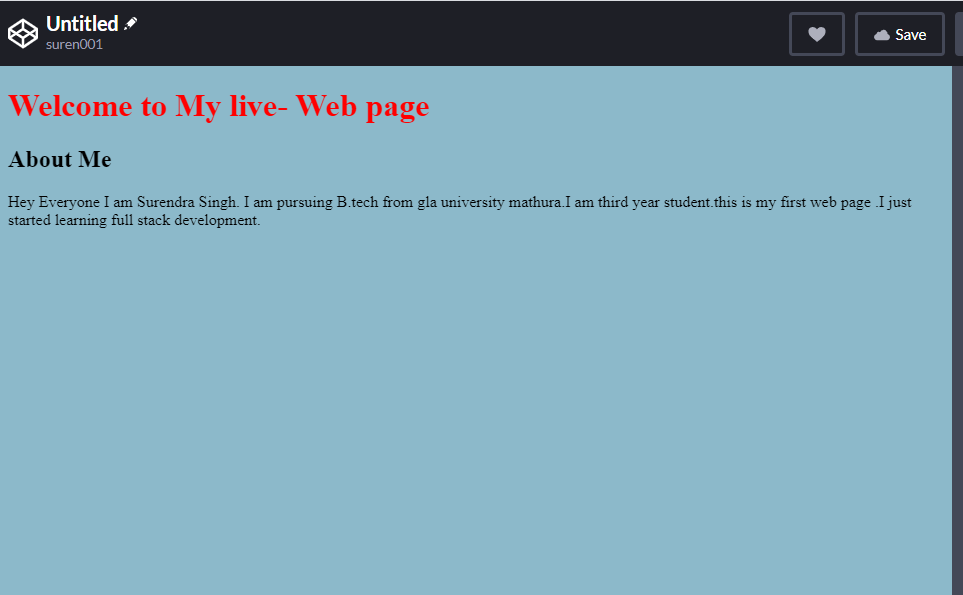 Untitled
suren001
Save
Welcome to My live- Web page
About Me
Hey Everyone I am Surendra Singh. I am pursuing B.tech from gla university mathura.I am third year student.this is my first web page .I just
started learning full stack development.